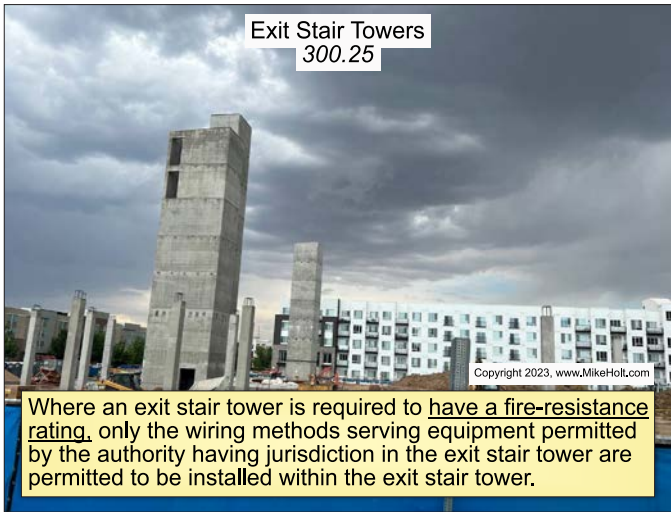 Exit Stair Towers
300.25
Copyright 2023, www.MikeHolt.com
Where an exit stair tower is required to have a fire-resistance
rating, only the wiring methods serving equipment permitted
by the authority having jurisdiction in the exit stair tower are
permitted to be installed within the exit stair tower.